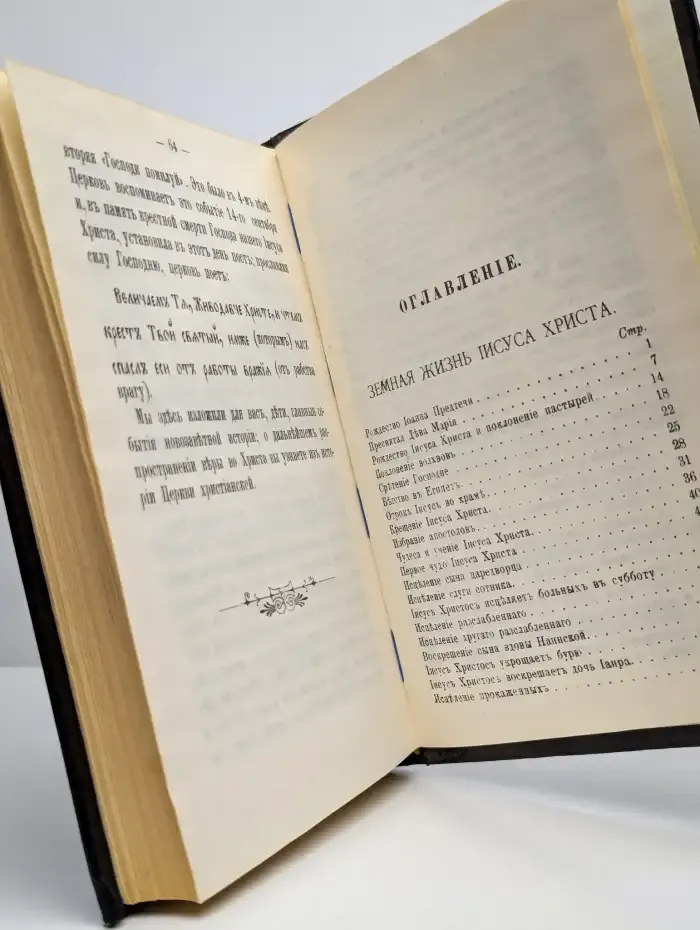 — 64 —
вторяя «Господи помилуй». Это было въ 4-мъ вѣкѣ.
Церковь воспоминаетъ это событіе 14-го сентября
и, въ память крестной смерти Господа нашего Іисуса
Христа, установила въ этотъ день постъ; прославляя
силу Господню, церковь поетъ:
Величаемъ Тя, Живодавче Христе, и чтемъ
крестъ Твой святый, имже (которымъ) насъ
спаслъ еси отъ работы вражія (отъ рабства
врагу).
Мы здѣсь изложили для васъ, дѣти, главныя со-
бытія новозавѣтной исторіи; о дальнѣйшемъ рас-
пространеніи вѣры во Христа вы узнаете изъ исто-
ріи Церкви христіанской.
ОГЛАВЛЕНІЕ.
ЗЕМНАЯ ЖИЗНЬ ІИСУСА ХРИСТА.
Стр.
Рождество Іоанна Предтечи . . . . . . . . . . 1
Пресвятая Дѣва Марія . . . . . . . . . . 7
Рождество Іисуса Христа и поклоненіе пастырей . . . . 14
Поклоненіе волхвовъ . . . . . . . . . . 18
Срѣтеніе Господне . . . . . . . . . . 22
Бѣгство въ Египетъ . . . . . . . . . . 25
Отрокъ Іисусъ во храмѣ . . . . . . . . . . 28
Крещеніе Іисуса Христа . . . . . . . . . . 31
Избраніе апостоловъ . . . . . . . . . . 36
Чудеса и ученіе Іисуса Христа . . . . . . . . . . 40
Первое чудо Іисуса Христа . . . . . . . . . . 4
Исцѣленіе сына царедворца
Исцѣленіе слуги сотника
Іисусъ Христосъ исцѣляетъ больныхъ въ субботу
Исцѣленіе разслабленнаго
Исцѣленіе другаго разслабленнаго
Воскрешеніе сына вдовы Наинской
Іисусъ Христосъ укрощаетъ бурю
Іисусъ Христосъ воскрешаетъ дочь Іаира
Исцѣленіе прокаженныхъ